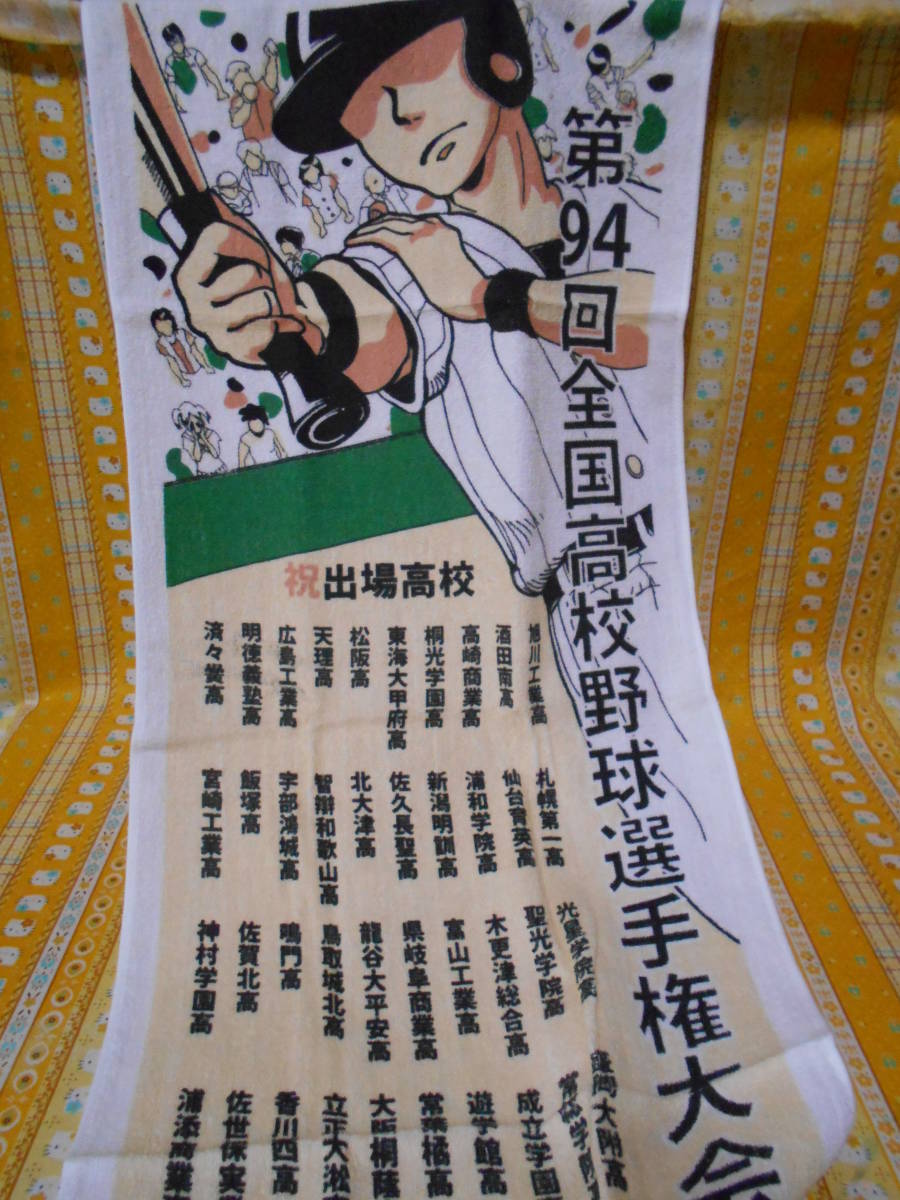 第94回全国高校野球選手権大会
祝出場高校
旭川工業高
酒田南高
高崎商業高
桐光学園高
東海大甲府高
松阪高
天理高
広島工業高
明徳義塾高
済々黌高
札幌第一高
仙台育英高
浦和学院高
新潟明訓高
佐久長聖高
北大津高
智辯和歌山高
宇部鴻城高
飯塚高
宮崎工業高
光星学院高
聖光学院高
木更津総合高
富山工業高
県岐阜商業高
龍谷大平安高
鳥取城北高
鳴門高
佐賀北高
神村学園高
盛岡大附高
常総学院
成立学園高
遊学館高
常葉橘高
大阪桐蔭
立正大淞
香川四高
佐世保実
浦添商業